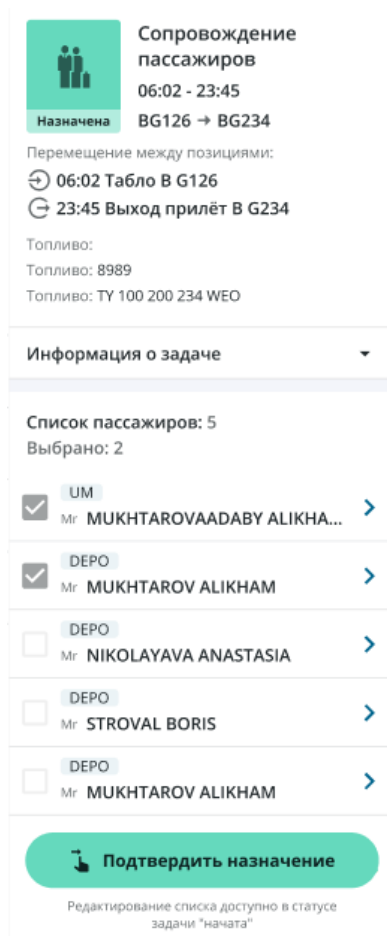 Сопровождение
пассажиров
06:02 - 23:45
Назначена
BG126 → BG234
Перемещение между позициями:
06:02 Табло B G126
23:45 Выход прилёт B G234
Топливо:
Топливо: 8989
Топливо: TY 100 200 234 WEO
Информация о задаче
Список пассажиров: 5
Выбрано: 2
UM
Mr MUKHTAROVAADABY ALIKHA...
DEPO
Mr MUKHTAROV ALIKHAM
DEPO
Mr NIKOLAYAVA ANASTASIA
DEPO
Mr STROVAL BORIS
DEPO
Mr MUKHTAROV ALIKHAM
Подтвердить назначение
Редактирование списка доступно в статусе
задачи "начата"